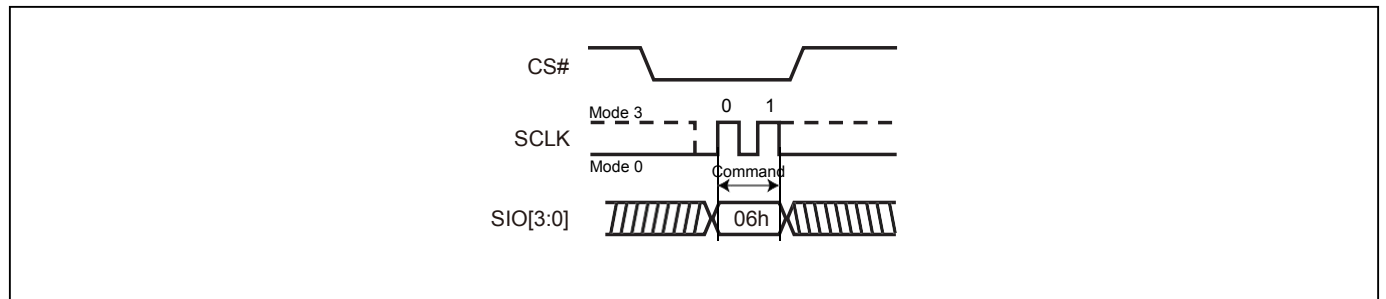 CS#
0 1
Mode 3
SCLK
Mode 0
Command
SIO[3:0]
06h